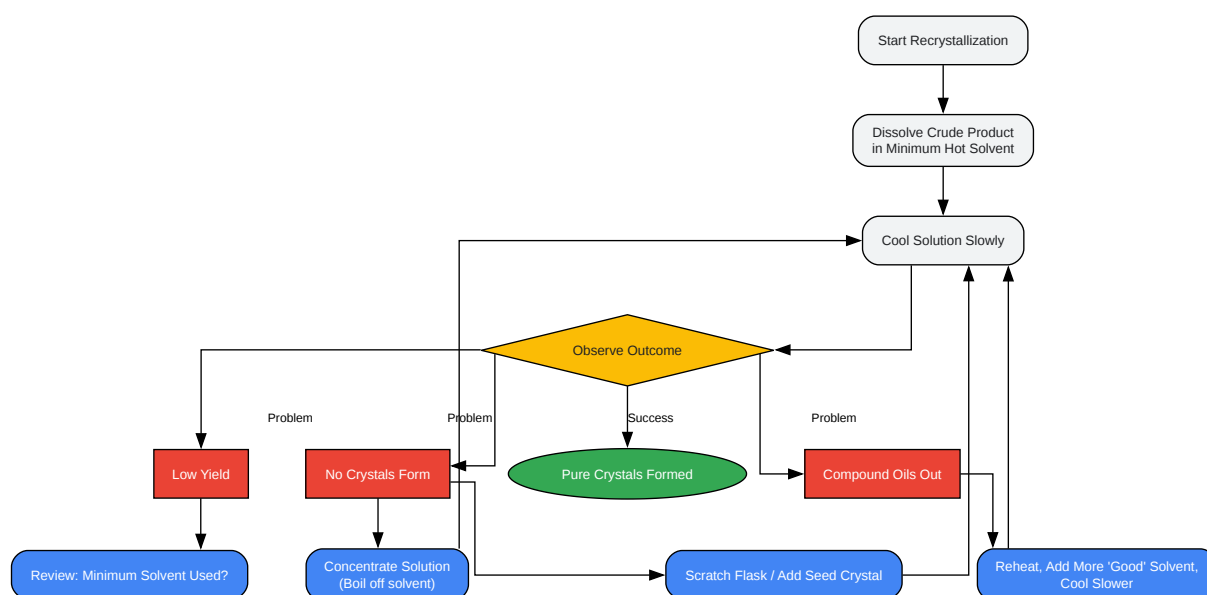 Start Recrystallization
Dissolve Crude Product
in Minimum Hot Solvent
Cool Solution Slowly
Observe Outcome
Problem
Problem
Success
Problem
Low Yield
No Crystals Form
Pure Crystals Formed
Compound Oils Out
Review: Minimum Solvent Used?
Concentrate Solution
(Boil off solvent)
Scratch Flask / Add Seed Crystal
Reheat, Add More 'Good' Solvent,
Cool Slower